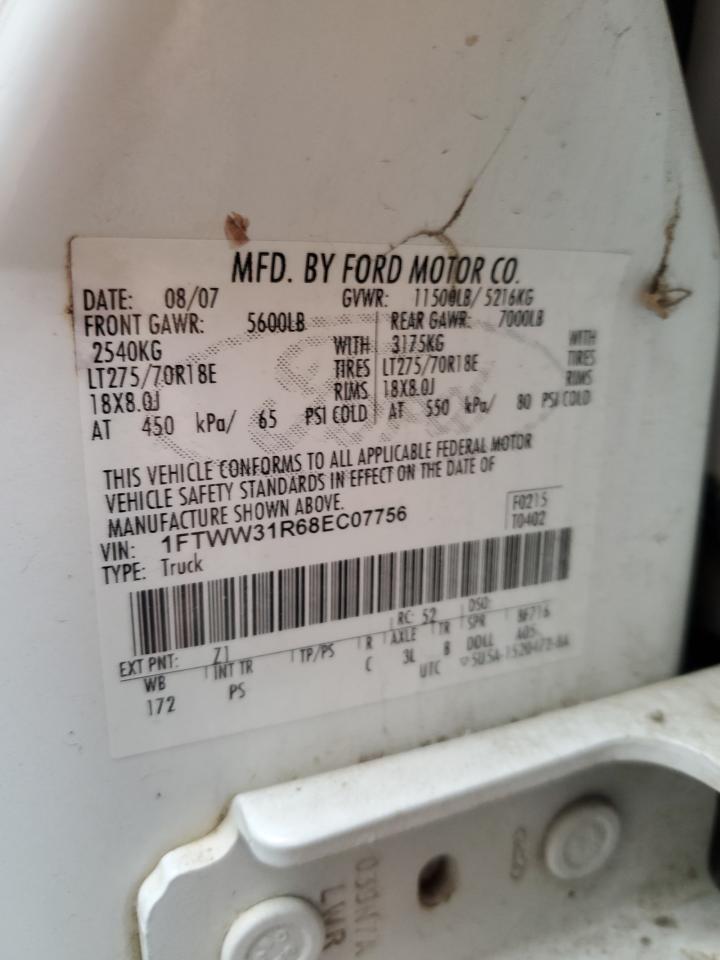 MFD. BY FORD MOTOR CO.
DATE: 08/07 GVWR: 11500LB/ 5216KG
FRONT GAWR: 5600LB REAR GAWR: 7000LB
2540KG WITH 3175KG WITH
LT275/70R18E TIRES LT275/70R18E TIRES
18X8.0J RIMS 18X8.0J RIMS
AT 450 kPa/ 65 PSI COLD AT 550 kPa/ 80 PSI COLD
THIS VEHICLE CONFORMS TO ALL APPLICABLE FEDERAL MOTOR
VEHICLE SAFETY STANDARDS IN EFFECT ON THE DATE OF
MANUFACTURE SHOWN ABOVE.
VIN: 1FTWW31R68EC07756 F0215
TYPE: Truck T0402
EXT PNT: Z1 RC: 52 DSO:
WB INT TR TP/PS R AXLE TR SPR
172 PS C 3L B DOLL A0S
UTC
LWR